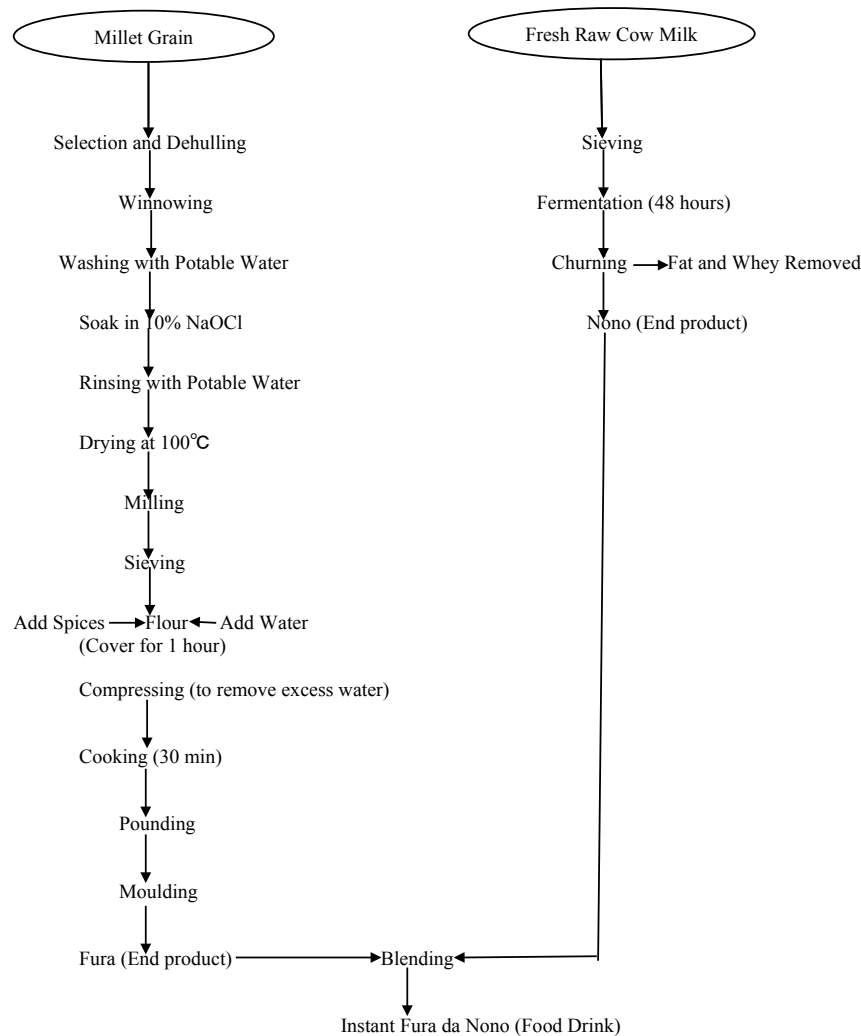 Millet Grain
Selection and Dehulling
Winnowing
Washing with Potable Water
Soak in 10% NaOCl
Rinsing with Potable Water
Drying at 100℃
Milling
Sieving
Add Spices
Flour
Add Water
(Cover for 1 hour)
Compressing (to remove excess water)
Cooking (30 min)
Pounding
Moulding
Fura (End product)
Fresh Raw Cow Milk
Sieving
Fermentation (48 hours)
Churning
Fat and Whey Removed
Nono (End product)
Blending
Instant Fura da Nono (Food Drink)